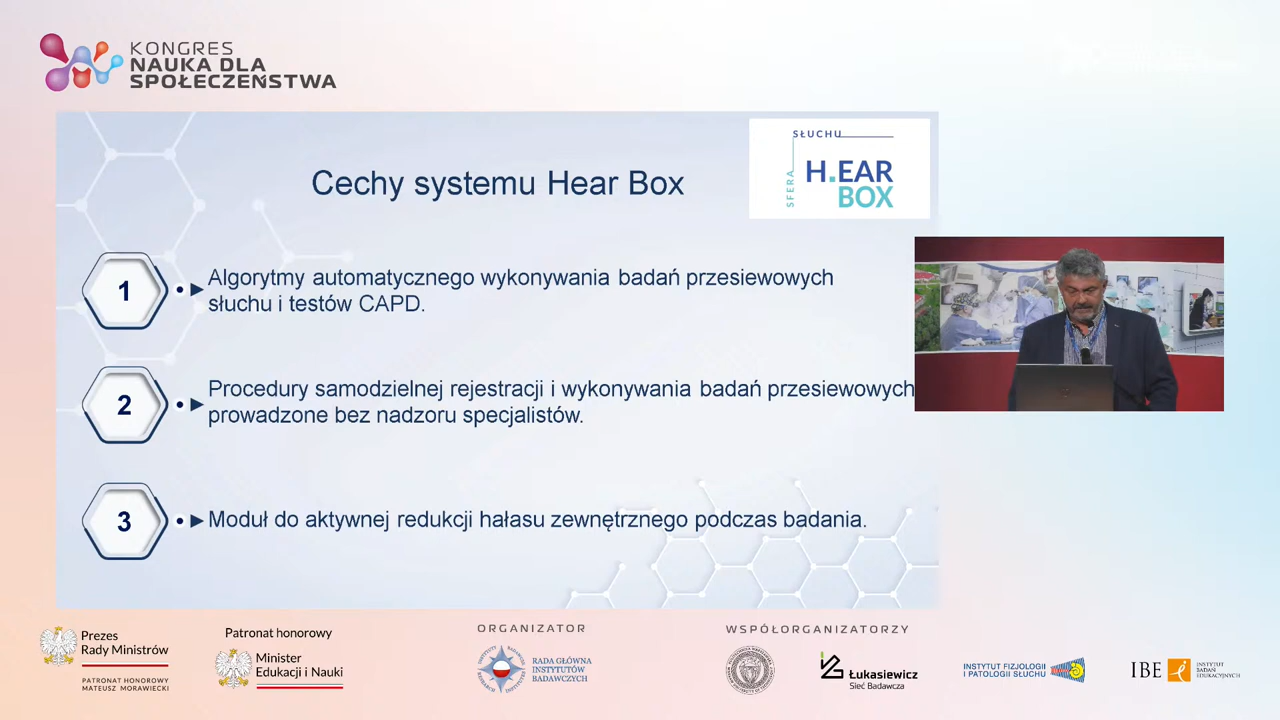 KONGRES
NAUKA DLA
SPOŁECZEŃSTWA
SŁUCHU
SFERA
H.EAR
BOX
Cechy systemu Hear Box
1
Algorytmy automatycznego wykonywania badań przesiewowych
słuchu i testów CAPD.
2
Procedury samodzielnej rejestracji i wykonywania badań przesiewowych
prowadzone bez nadzoru specjalistów.
3
Moduł do aktywnej redukcji hałasu zewnętrznego podczas badania.
Prezes
Rady Ministrów
PATRONAT HONOROWY
MATEUSZ MORAWIECKI
Patronat honorowy
Minister
Edukacji i Nauki
ORGANIZATOR
RADA GŁÓWNA
INSTYTUTÓW
BADAWCZYCH
WSPÓŁORGANIZATORZY
Łukasiewicz
Sieć Badawcza
INSTYTUT FIZJOLOGII
I PATOLOGII SŁUCHU
IBE
INSTYTUT
BADAŃ
EDUKACYJNYCH